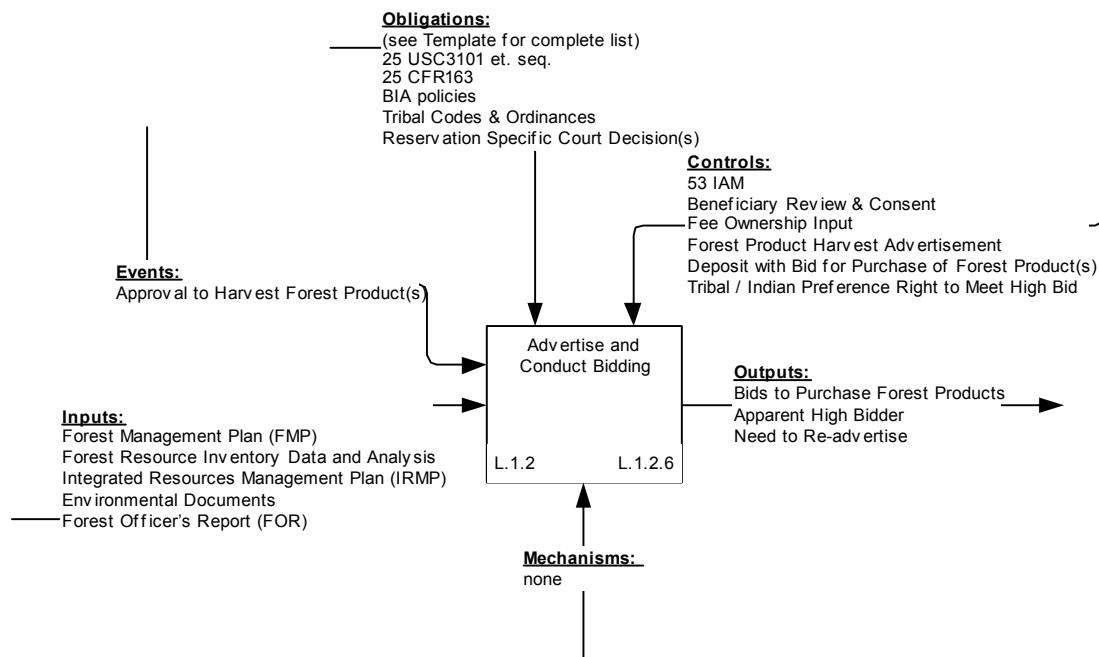 Obligations:
(see Template for complete list)
25 USC3101 et. seq.
25 CFR163
BIA policies
Tribal Codes & Ordinances
Reservation Specific Court Decision(s)
Controls:
53 IAM
Beneficiary Review & Consent
Fee Ownership Input
Forest Product Harvest Advertisement
Deposit with Bid for Purchase of Forest Product(s)
Tribal / Indian Preference Right to Meet High Bid
Events:
Approval to Harvest Forest Product(s)
Advertise and
Conduct Bidding
L.1.2 L.1.2.6
Outputs:
Bids to Purchase Forest Products
Apparent High Bidder
Need to Re-advertise
Inputs:
Forest Management Plan (FMP)
Forest Resource Inventory Data and Analysis
Integrated Resources Management Plan (IRMP)
Environmental Documents
Forest Officer's Report (FOR)
Mechanisms:
none